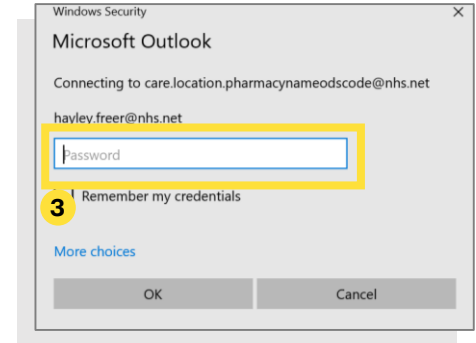 Windows Security
Microsoft Outlook
Connecting to care.location.pharmacynameodscode@nhs.net
hayley.freer@nhs.net
Password
3
Remember my credentials
More choices
OK
Cancel